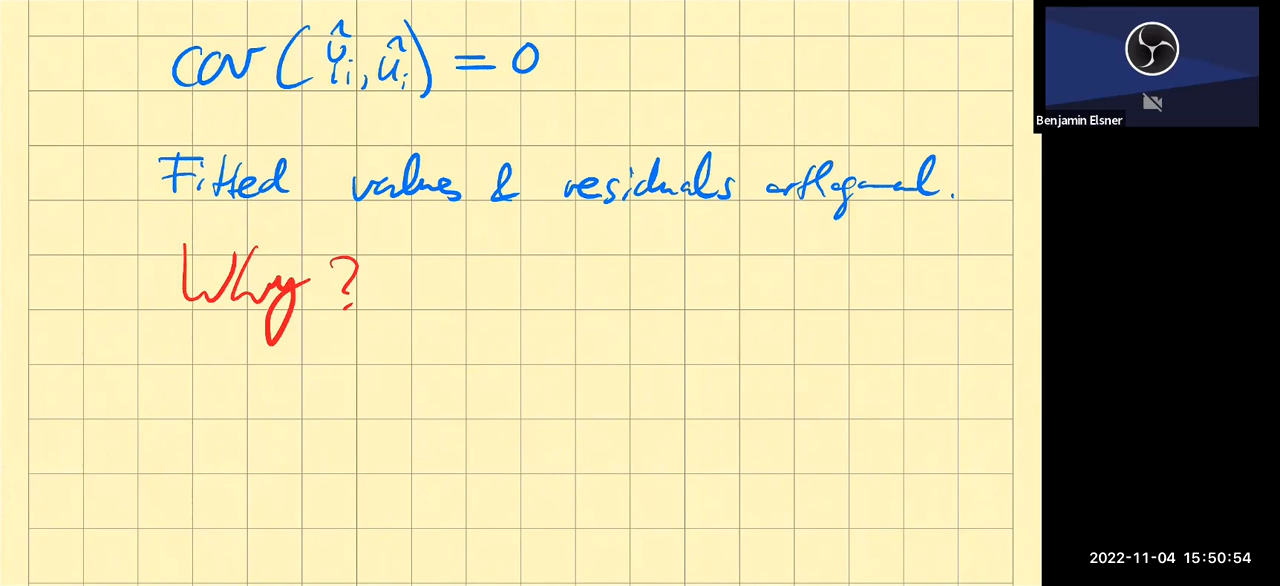 cov(Ŷi, ûi) = 0
Fitted values & residuals orthogonal.
Why?
Benjamin Elsner
2022-11-04 15:50:54